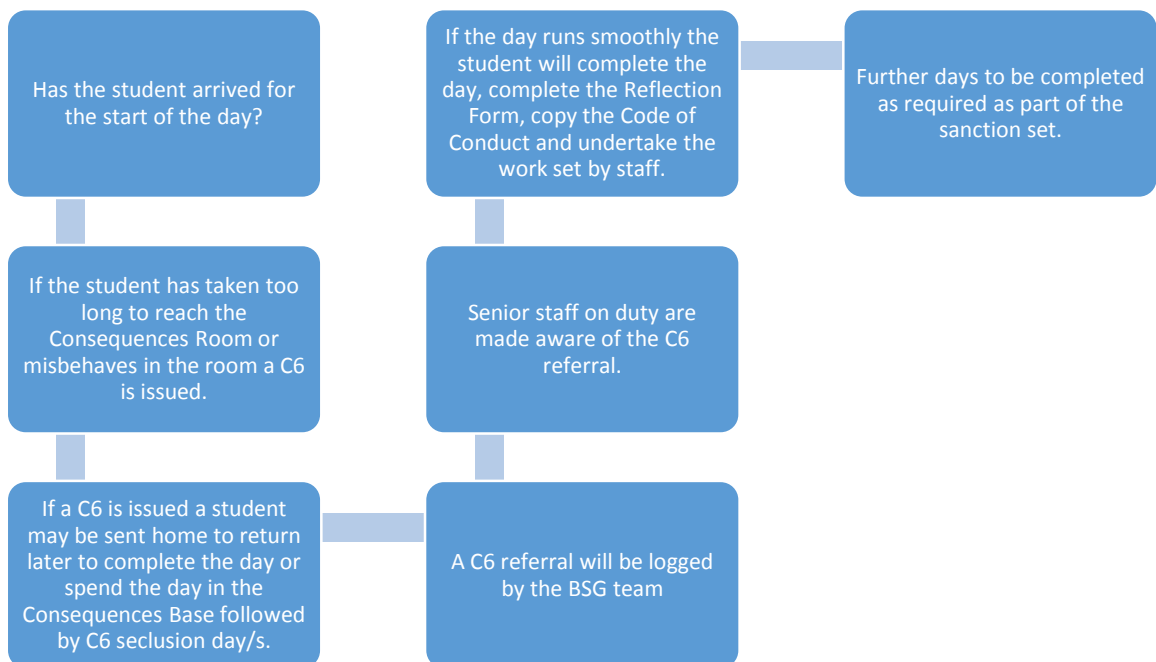 Has the student arrived for
the start of the day?
If the student has taken too
long to reach the
Consequences Room or
misbehaves in the room a C6
is issued.
If a C6 is issued a student
may be sent home to return
later to complete the day or
spend the day in the
Consequences Base followed
by C6 seclusion day/s.
A C6 referral will be logged
by the BSG team
Senior staff on duty are
made aware of the C6
referral.
If the day runs smoothly the
student will complete the
day, complete the Reflection
Form, copy the Code of
Conduct and undertake the
work set by staff.
Further days to be completed
as required as part of the
sanction set.